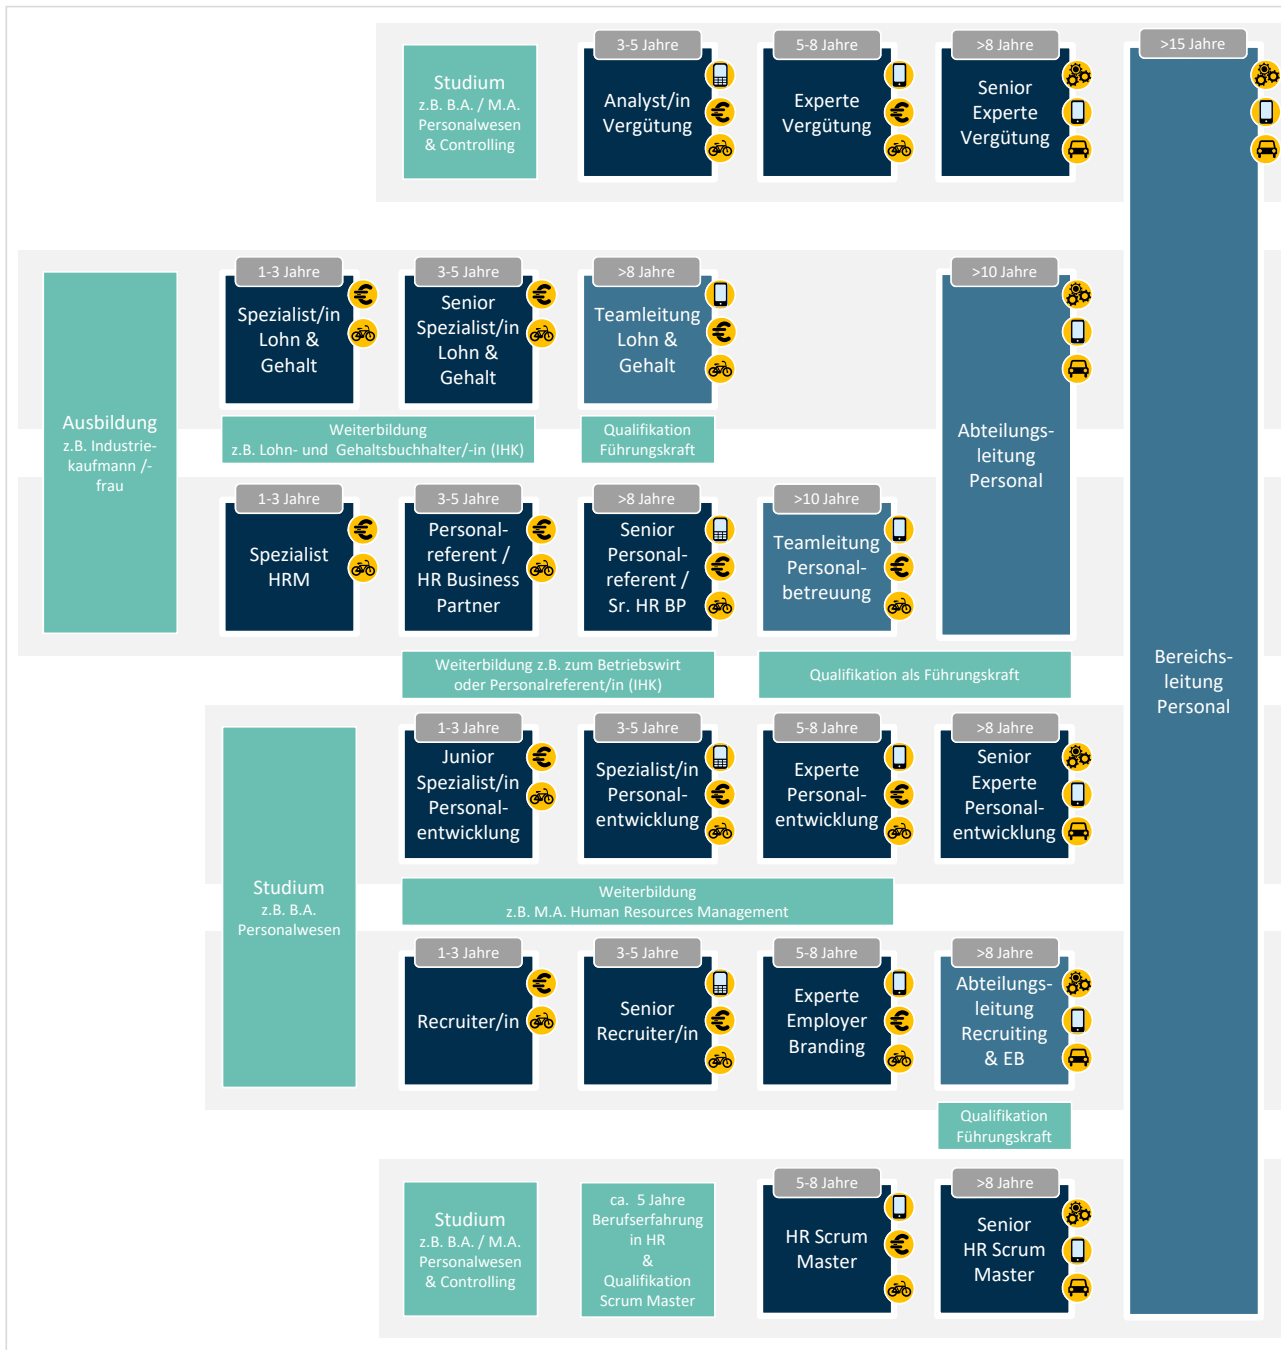 3-5 Jahre
5-8 Jahre
>8 Jahre
>15 Jahre
Studium
z.B. B.A. / M.A.
Personalwesen
& Controlling
Analyst/in
Vergütung
Experte
Vergütung
Senior
Experte
Vergütung
1-3 Jahre
3-5 Jahre
>8 Jahre
>10 Jahre
Ausbildung
z.B. Industrie-
kaufmann /-
frau
Spezialist/in
Lohn &
Gehalt
Senior
Spezialist/in
Lohn &
Gehalt
Teamleitung
Lohn &
Gehalt
Abteilungs-
leitung
Personal
Weiterbildung
z.B. Lohn- und Gehaltsbuchhalter/-in (IHK)
Qualifikation
Führungskraft
1-3 Jahre
3-5 Jahre
>8 Jahre
>10 Jahre
Spezialist
HRM
Personal-
referent /
HR Business
Partner
Senior
Personal-
referent /
Sr. HR BP
Teamleitung
Personal-
betreuung
Weiterbildung z.B. zum Betriebswirt
oder Personalreferent/in (IHK)
Qualifikation als Führungskraft
Bereichs-
leitung
Personal
1-3 Jahre
3-5 Jahre
5-8 Jahre
>8 Jahre
Studium
z.B. B.A.
Personalwesen
Junior
Spezialist/in
Personal-
entwicklung
Spezialist/in
Personal-
entwicklung
Experte
Personal-
entwicklung
Senior
Experte
Personal-
entwicklung
Weiterbildung
z.B. M.A. Human Resources Management
1-3 Jahre
3-5 Jahre
5-8 Jahre
>8 Jahre
Recruiter/in
Senior
Recruiter/in
Experte
Employer
Branding
Abteilungs-
leitung
Recruiting
& EB
Qualifikation
Führungskraft
5-8 Jahre
>8 Jahre
Studium
z.B. B.A. / M.A.
Personalwesen
& Controlling
ca. 5 Jahre
Berufserfahrung
in HR
&
Qualifikation
Scrum Master
HR Scrum
Master
Senior
HR Scrum
Master